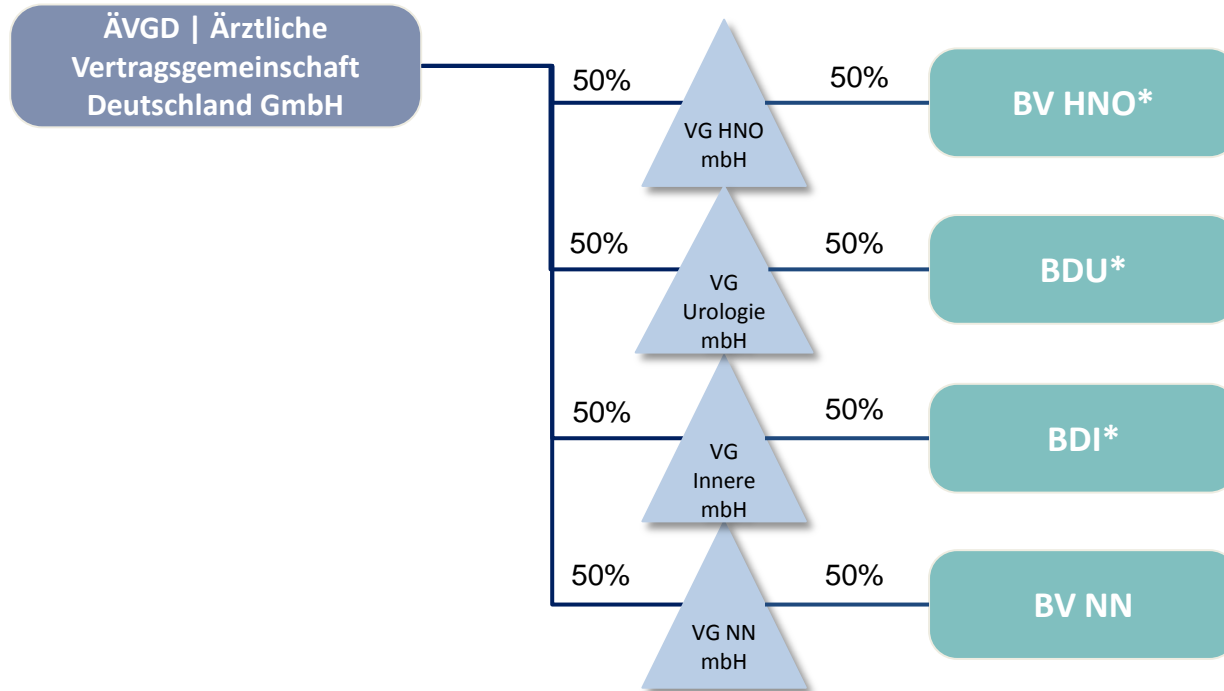 ÄVGD | Ärztliche
Vertragsgemeinschaft
Deutschland GmbH
50%
50%
VG HNO
mbH
BV HNO*
50%
50%
VG
Urologie
mbH
BDU*
50%
50%
VG
Innere
mbH
BDI*
50%
50%
VG NN
mbH
BV NN